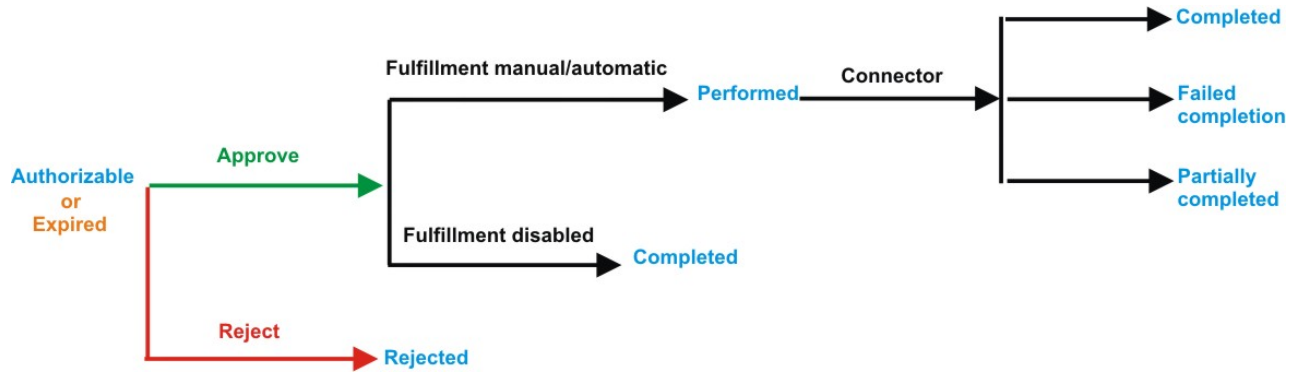 Completed
Fulfillment manual/automatic
Connector
Performed
Failed
completion
Approve
Authorizable
or
Expired
Partially
completed
Fulfillment disabled
Completed
Reject
Rejected